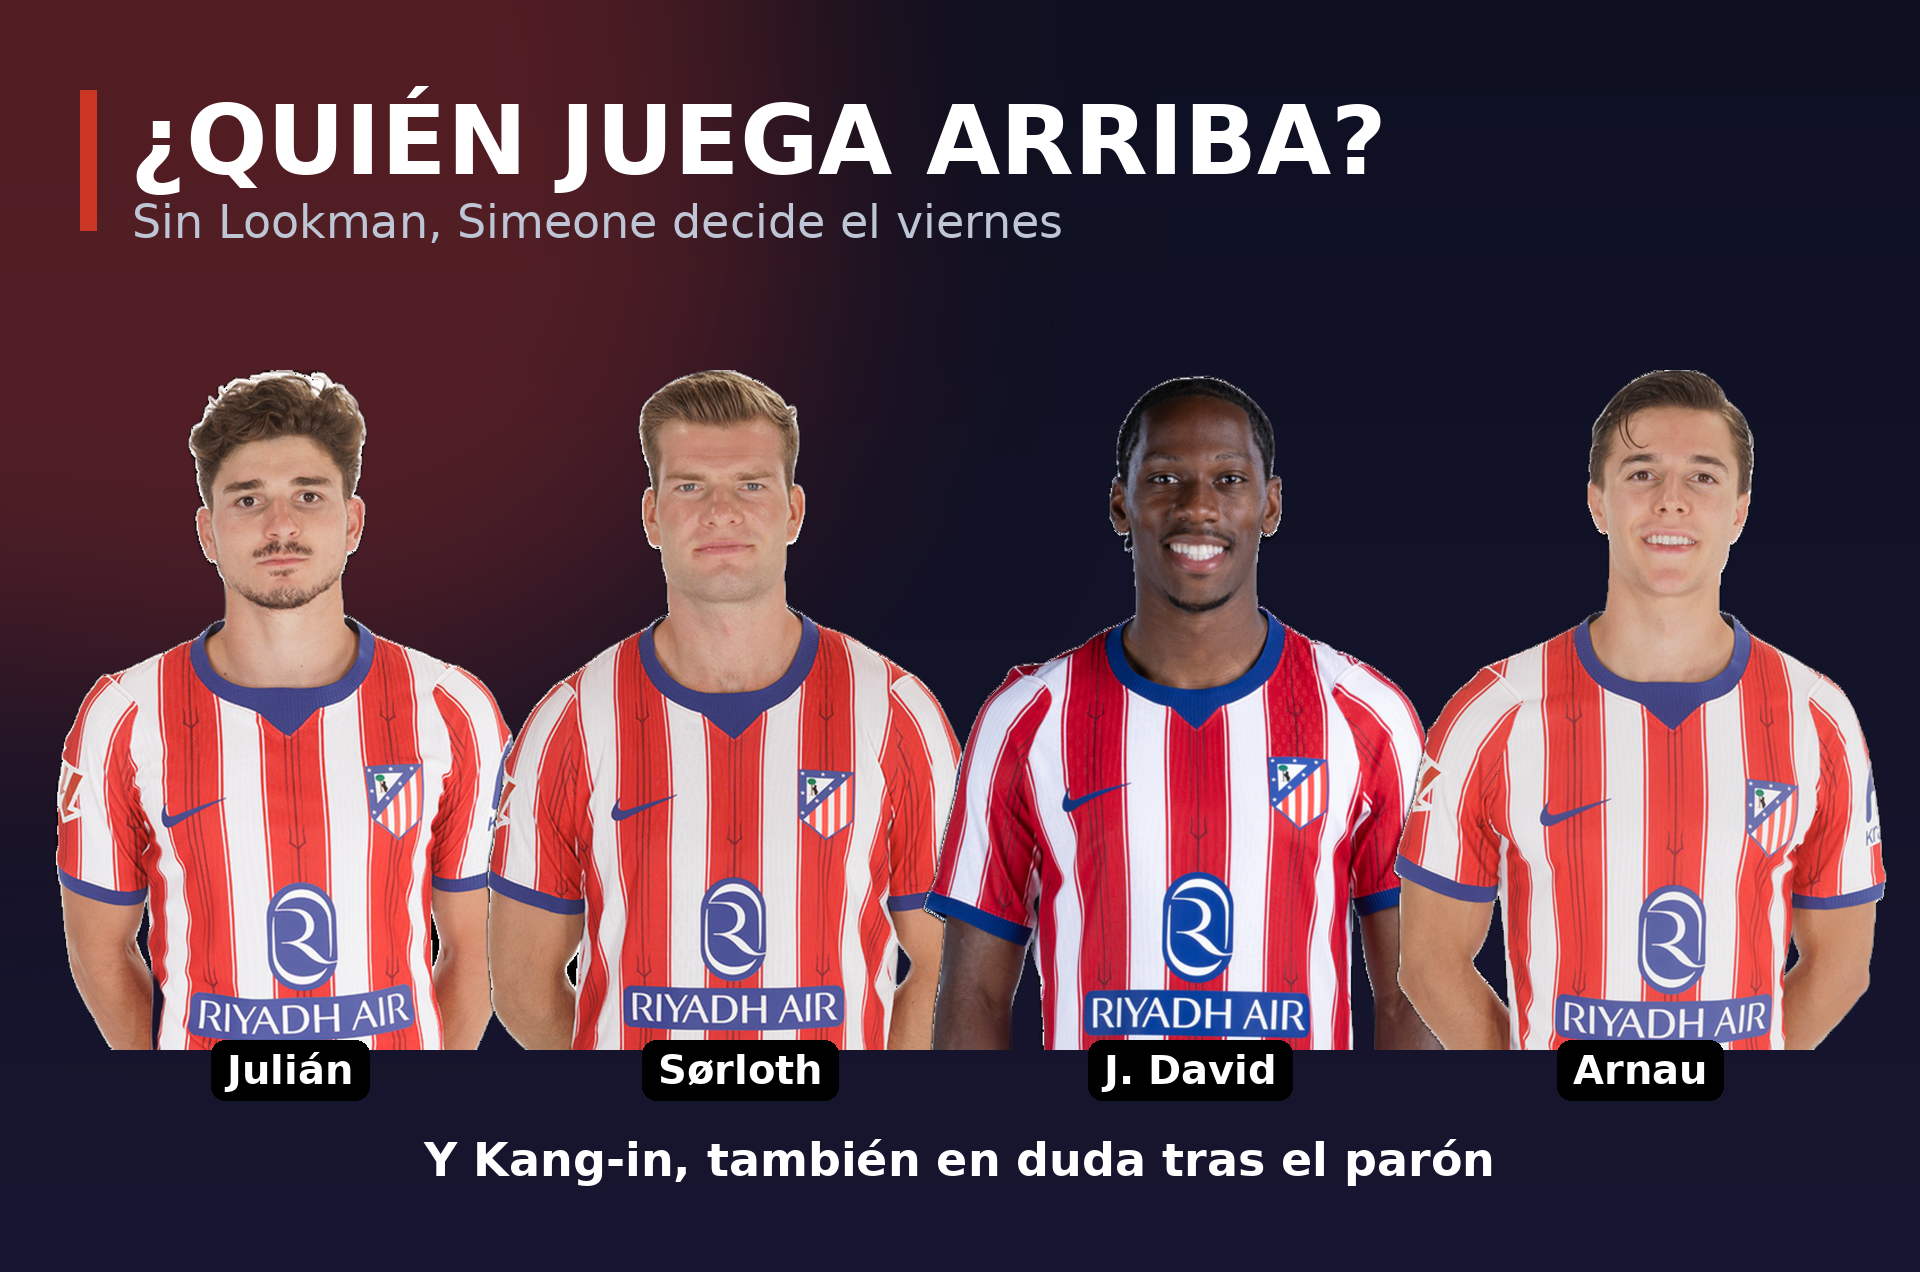 ¿QUIÉN JUEGA ARRIBA?
Sin Lookman, Simeone decide el viernes
RIYADH AIR
RIYADH AIR
RIYADH AIR
RIYADH AIR
Julián
Sørloth
J. David
Arnau
Y Kang-in, también en duda tras el parón